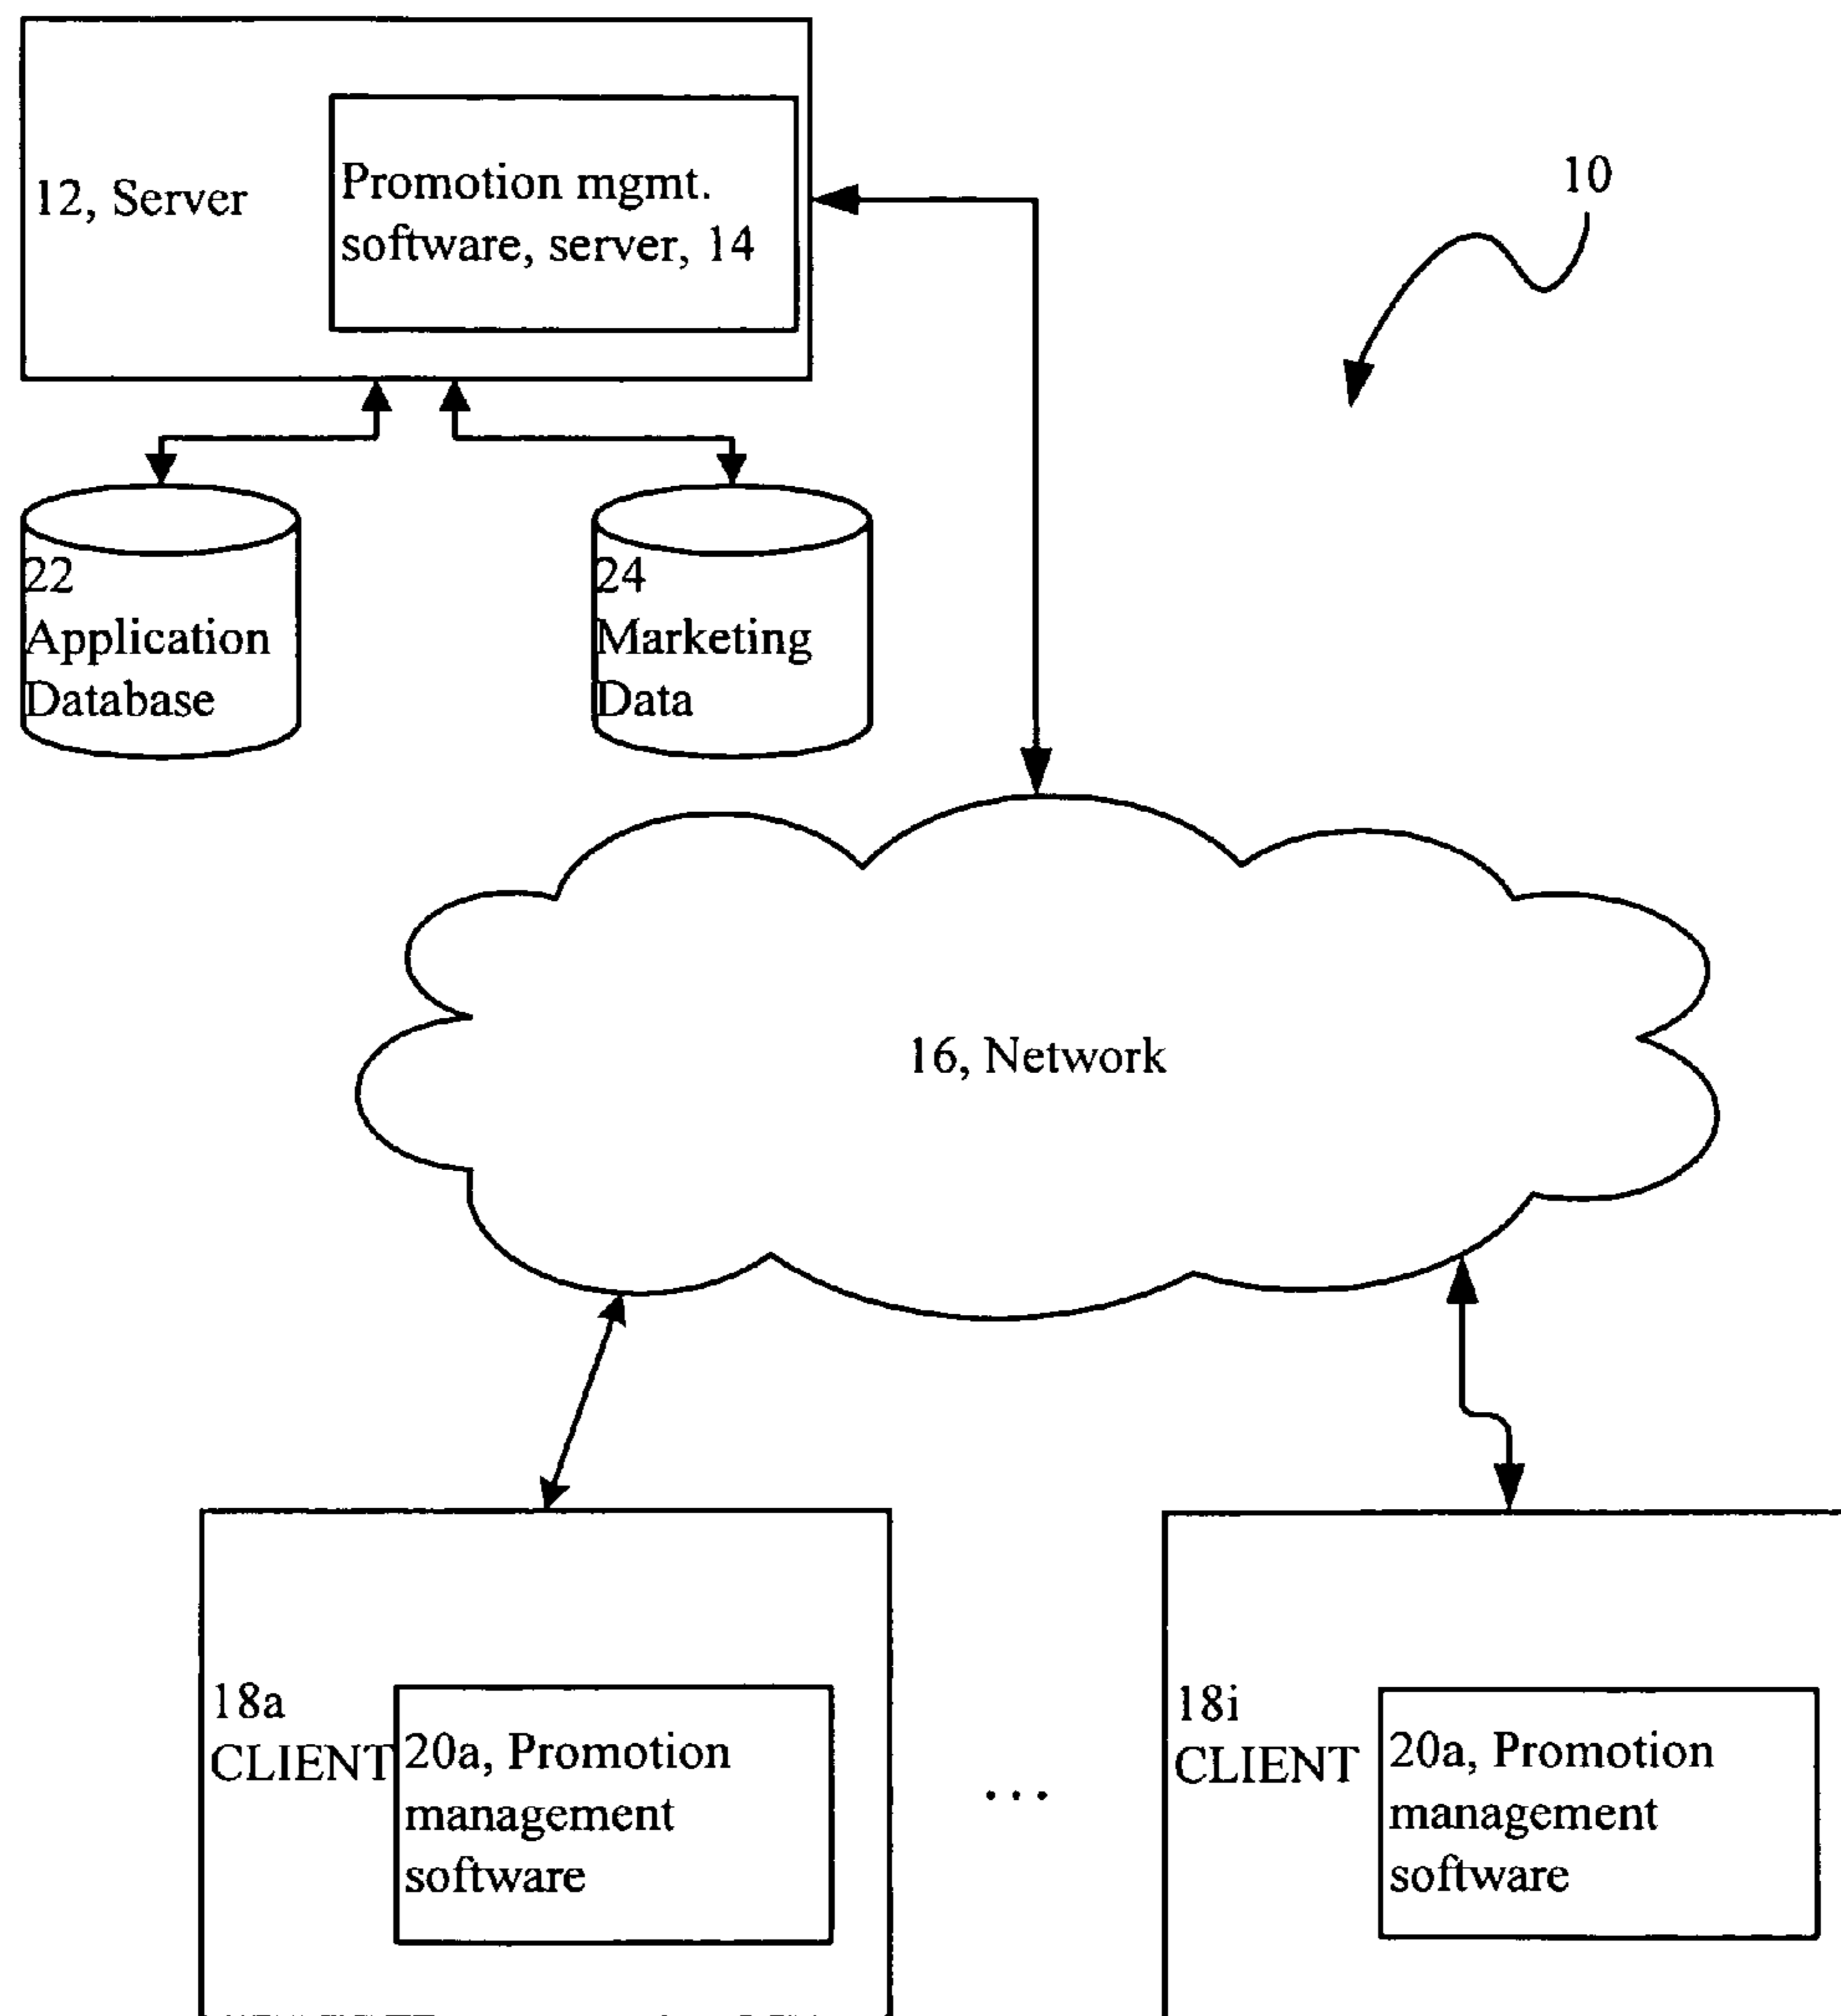 12, Server
Promotion mgmt.
software, server, 14
10
22
Application
Database
24
Marketing
Data
16, Network
18a
CLIENT
20a, Promotion
management
software
...
18i
CLIENT
20a, Promotion
management
software